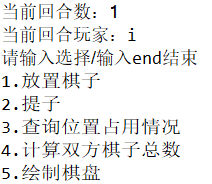 当前回合数：1
当前回合玩家：i
请输入选择/输入end结束
1.放置棋子
2.提子
3.查询位置占用情况
4.计算双方棋子总数
5.绘制棋盘